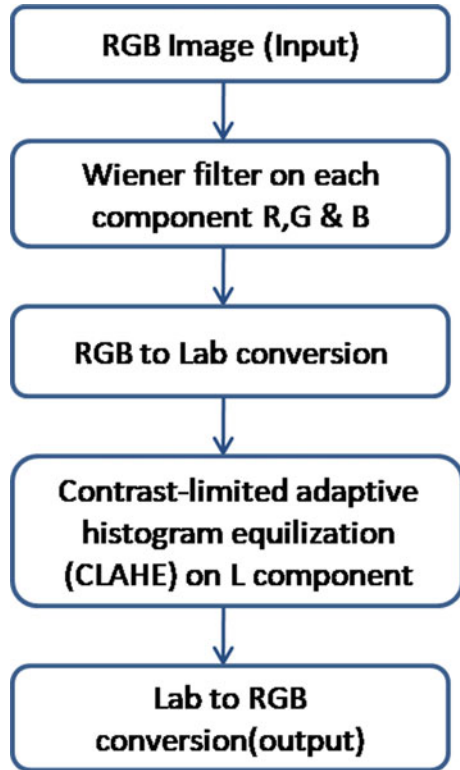 RGB Image (Input)
Wiener filter on each
component R,G & B
RGB to Lab conversion
Contrast-limited adaptive
histogram equilization
(CLAHE) on L component
Lab to RGB
conversion(output)